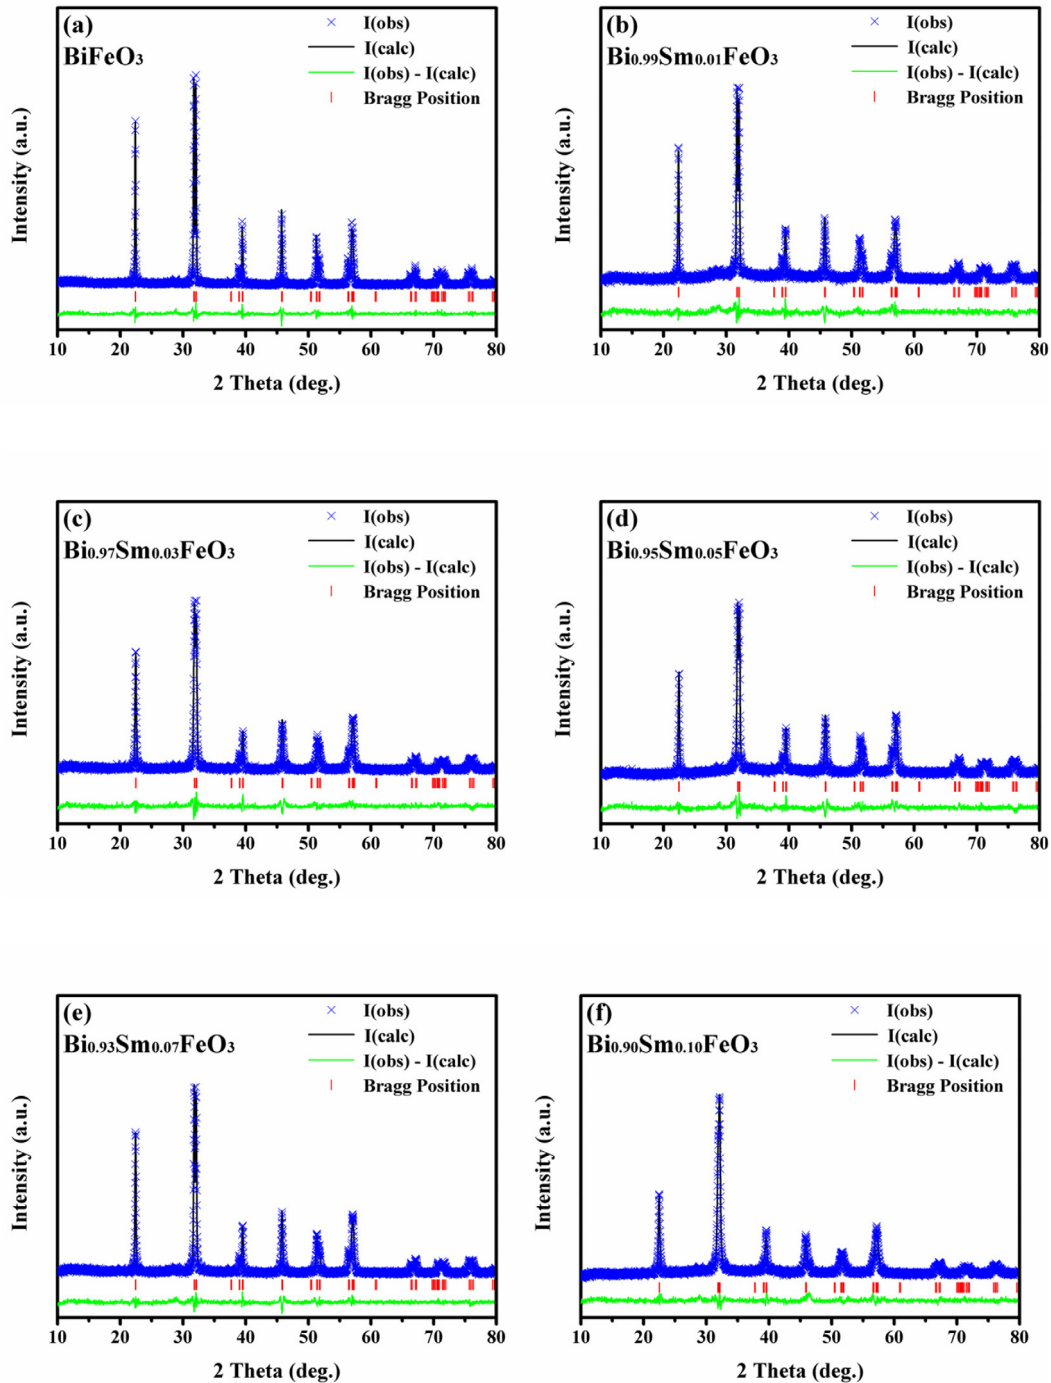 (a)
BiFeO3
I(obs)
I(calc)
I(obs) - I(calc)
Bragg Position
Intensity (a.u.)
10 20 30 40 50 60 70 80
2 Theta (deg.)
(b)
Bi0.99Sm0.01FeO3
I(obs)
I(calc)
I(obs) - I(calc)
Bragg Position
Intensity (a.u.)
10 20 30 40 50 60 70 80
2 Theta (deg.)
(c)
Bi0.97Sm0.03FeO3
I(obs)
I(calc)
I(obs) - I(calc)
Bragg Position
Intensity (a.u.)
10 20 30 40 50 60 70 80
2 Theta (deg.)
(d)
Bi0.95Sm0.05FeO3
I(obs)
I(calc)
I(obs) - I(calc)
Bragg Position
Intensity (a.u.)
10 20 30 40 50 60 70 80
2 Theta (deg.)
(e)
Bi0.93Sm0.07FeO3
I(obs)
I(calc)
I(obs) - I(calc)
Bragg Position
Intensity (a.u.)
10 20 30 40 50 60 70 80
2 Theta (deg.)
(f)
Bi0.90Sm0.10FeO3
I(obs)
I(calc)
I(obs) - I(calc)
Bragg Position
Intensity (a.u.)
10 20 30 40 50 60 70 80
2 Theta (deg.)